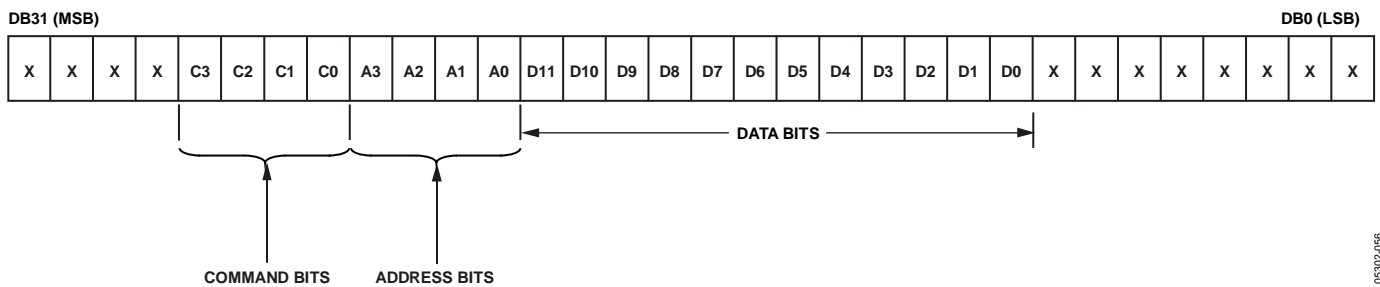 DB31 (MSB) DB0 (LSB)
X X X X C3 C2 C1 C0 A3 A2 A1 A0 D11 D10 D9 D8 D7 D6 D5 D4 D3 D2 D1 D0 X X X X X X X X
DATA BITS
COMMAND BITS ADDRESS BITS
05302-056